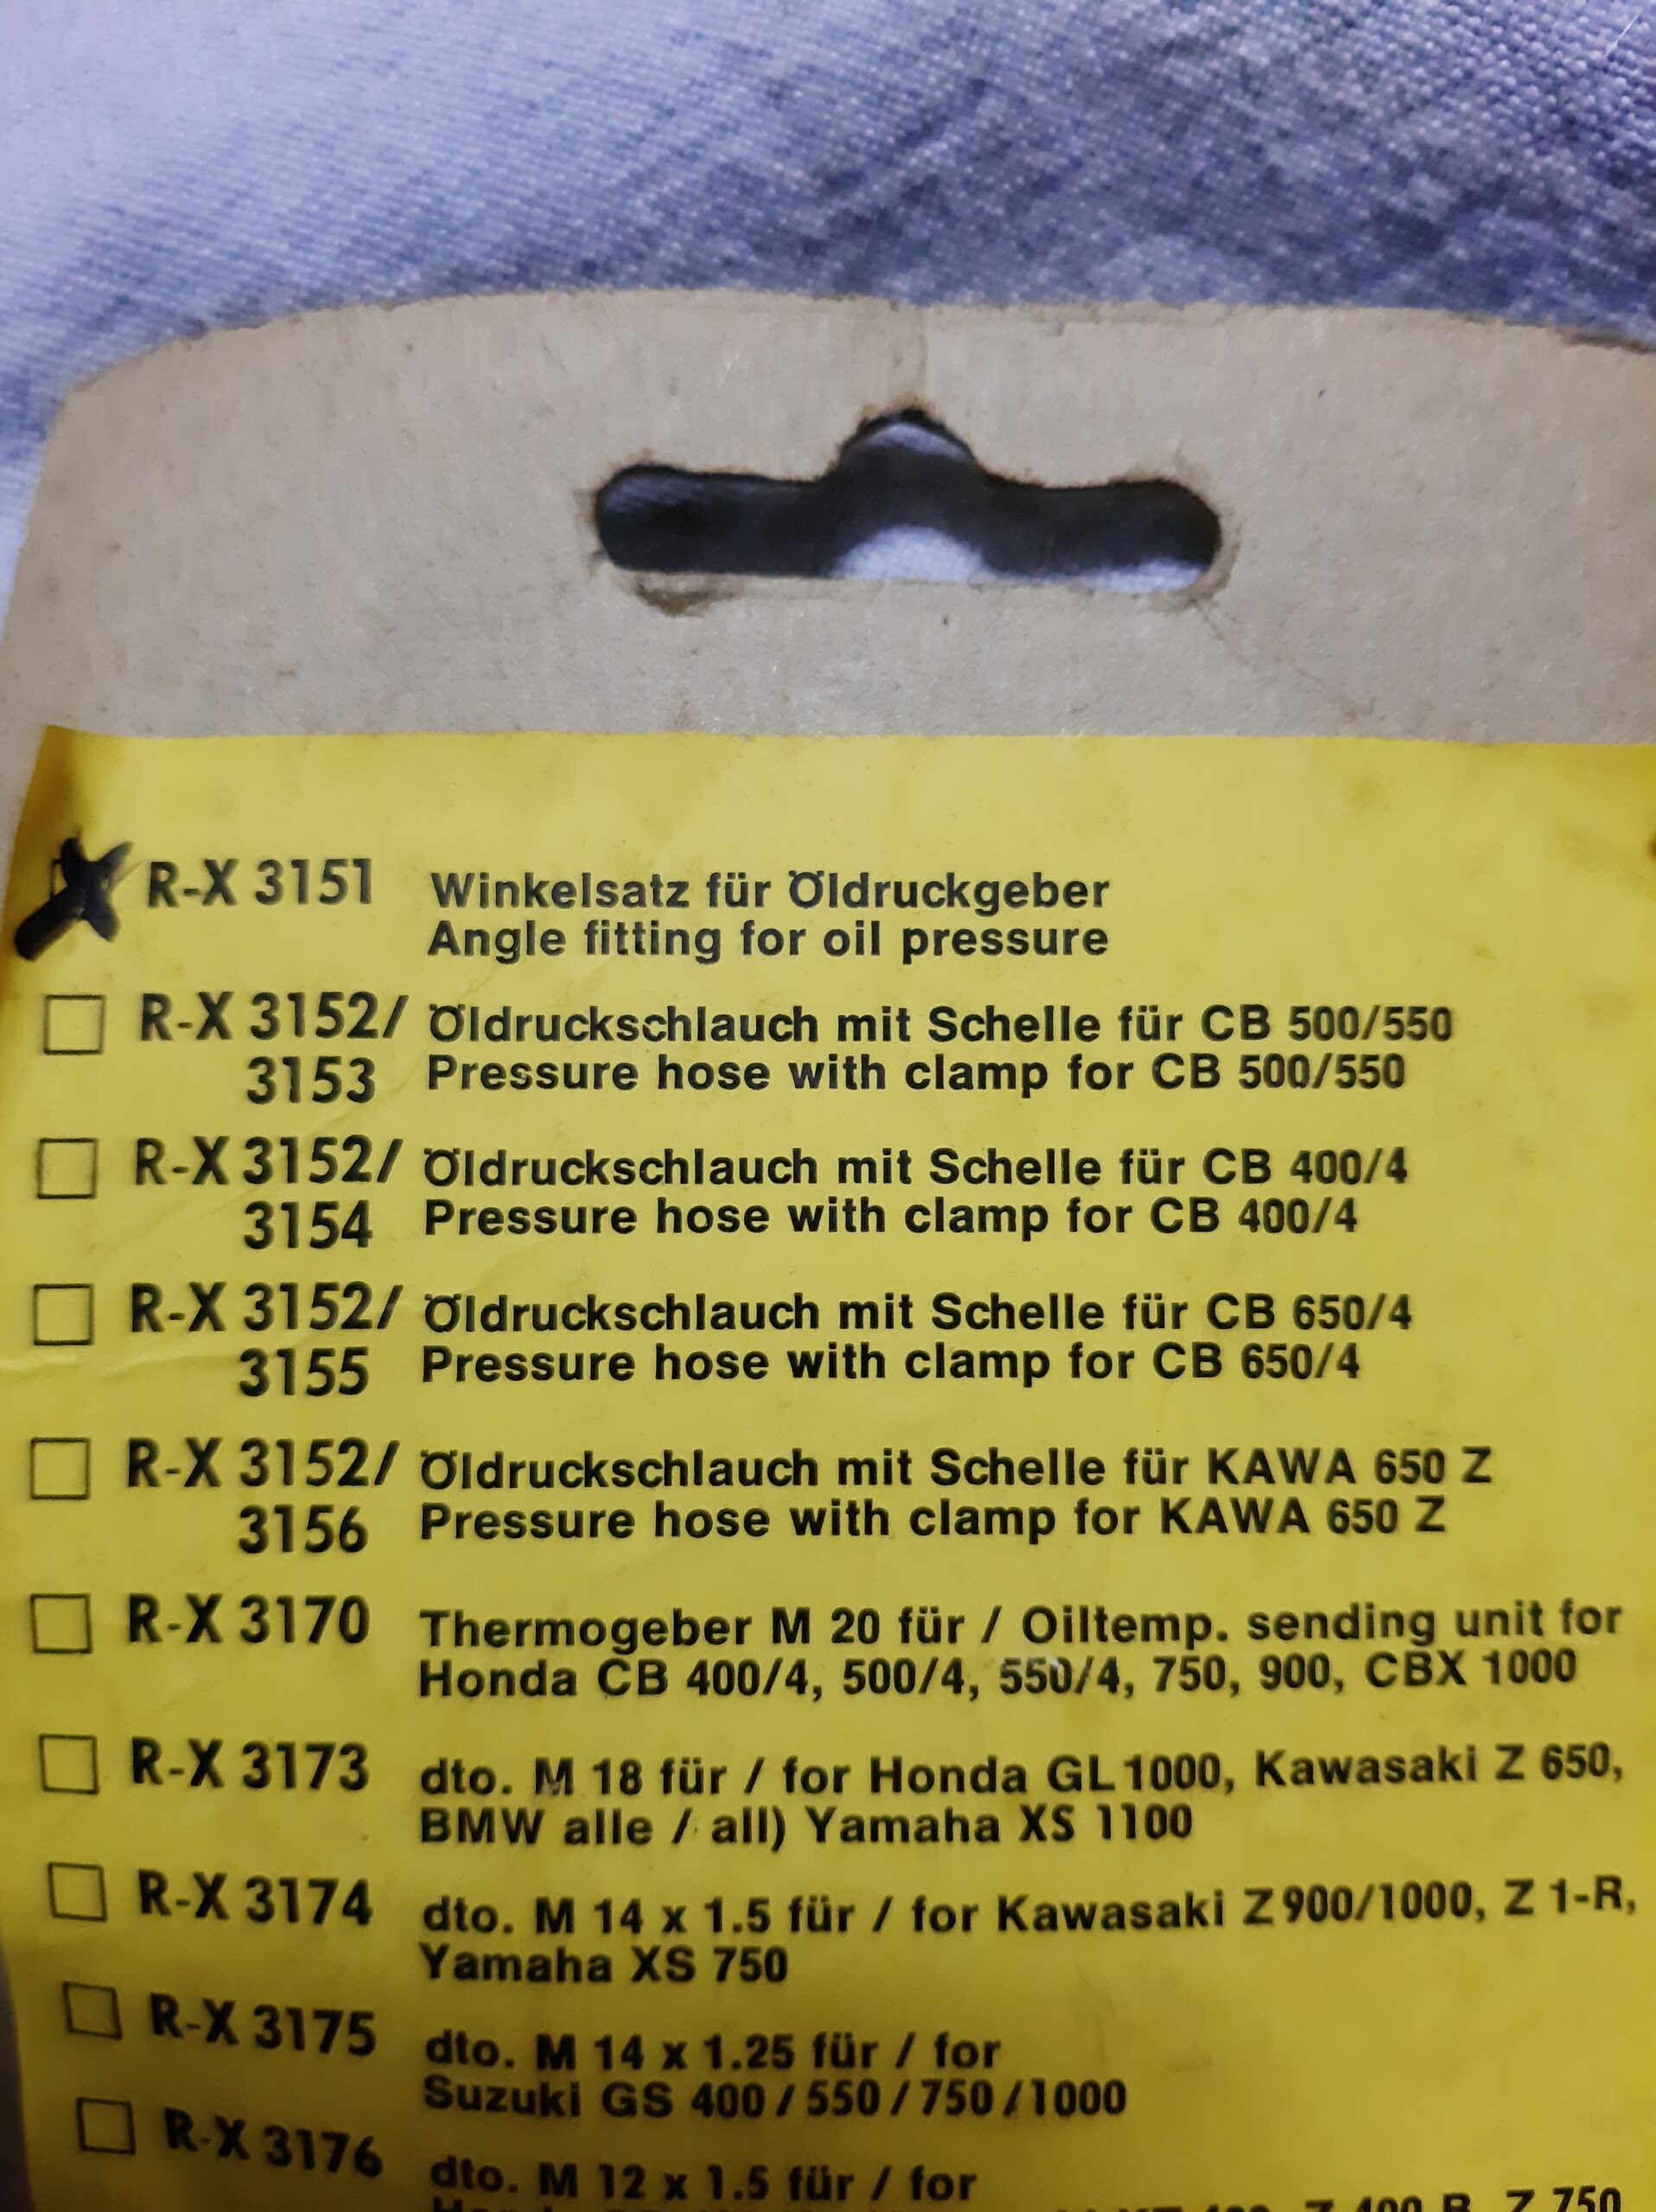 R-X 3151 Winkelsatz für Öldruckgeber
Angle fitting for oil pressure
R-X 3152/ Öldruckschlauch mit Schelle für CB 500/550
3153 Pressure hose with clamp for CB 500/550
R-X 3152/ Öldruckschlauch mit Schelle für CB 400/4
3154 Pressure hose with clamp for CB 400/4
R-X 3152/ Öldruckschlauch mit Schelle für CB 650/4
3155 Pressure hose with clamp for CB 650/4
R-X 3152/ Öldruckschlauch mit Schelle für KAWA 650 Z
3156 Pressure hose with clamp for KAWA 650 Z
R-X 3170 Thermogeber M 20 für / Oiltemp. sending unit for
Honda CB 400/4, 500/4, 550/4, 750, 900, CBX 1000
R-X 3173 dto. M 18 für / for Honda GL 1000, Kawasaki Z 650,
BMW alle / all) Yamaha XS 1100
R-X 3174 dto. M 14 x 1.5 für / for Kawasaki Z 900/1000, Z 1-R,
Yamaha XS 750
R-X 3175 dto. M 14 x 1.25 für / for
Suzuki GS 400 / 550 / 750 / 1000
R-X 3176 dto. M 12 x 1.5 für / for
Z 750